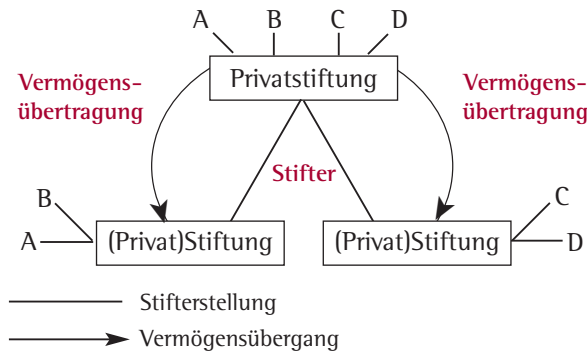 A B C D
Privatstiftung
Vermögens-
übertragung
Vermögens-
übertragung
Stifter
B
A
(Privat)Stiftung
(Privat)Stiftung
C
D
Stifterstellung
Vermögensübergang